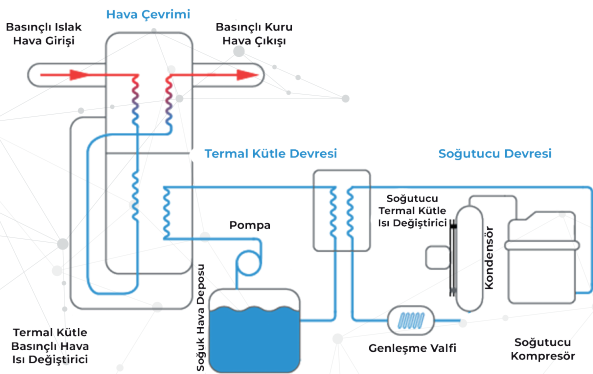 Hava Çevrimi
Basınçlı Islak
Hava Girişi
Basınçlı Kuru
Hava Çıkışı
Termal Kütle Devresi
Soğutucu Devresi
Soğutucu
Termal Kütle
Isı Değiştirici
Pompa
Kondensör
Soğuk Hava Deposu
Termal Kütle
Basınçlı Hava
Isı Değiştirici
Genleşme Valfi
Soğutucu
Kompresör